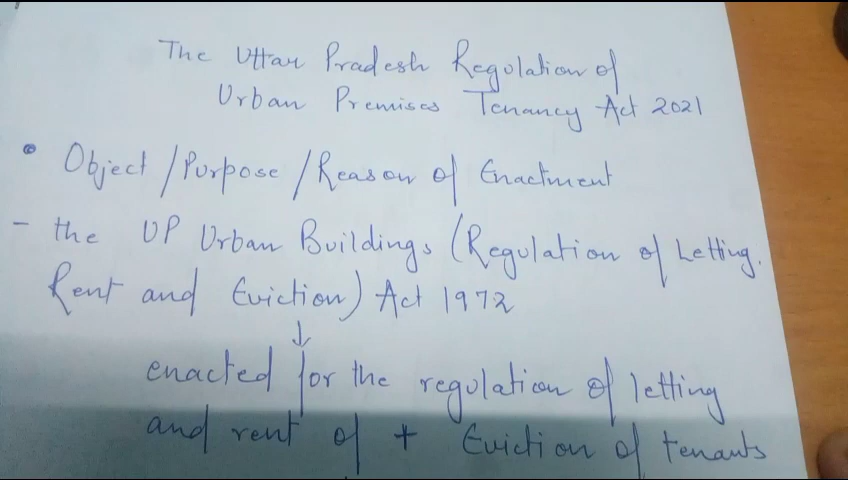 The Uttar Pradesh Regulation of
Urban Premises Tenancy Act 2021
• Object/Purpose/Reason of Enactment
- the UP Urban Buildings (Regulation of Letting.
Rent and Eviction) Act 1972
↓
enacted for the regulation of letting
and rent of + Eviction of tenants